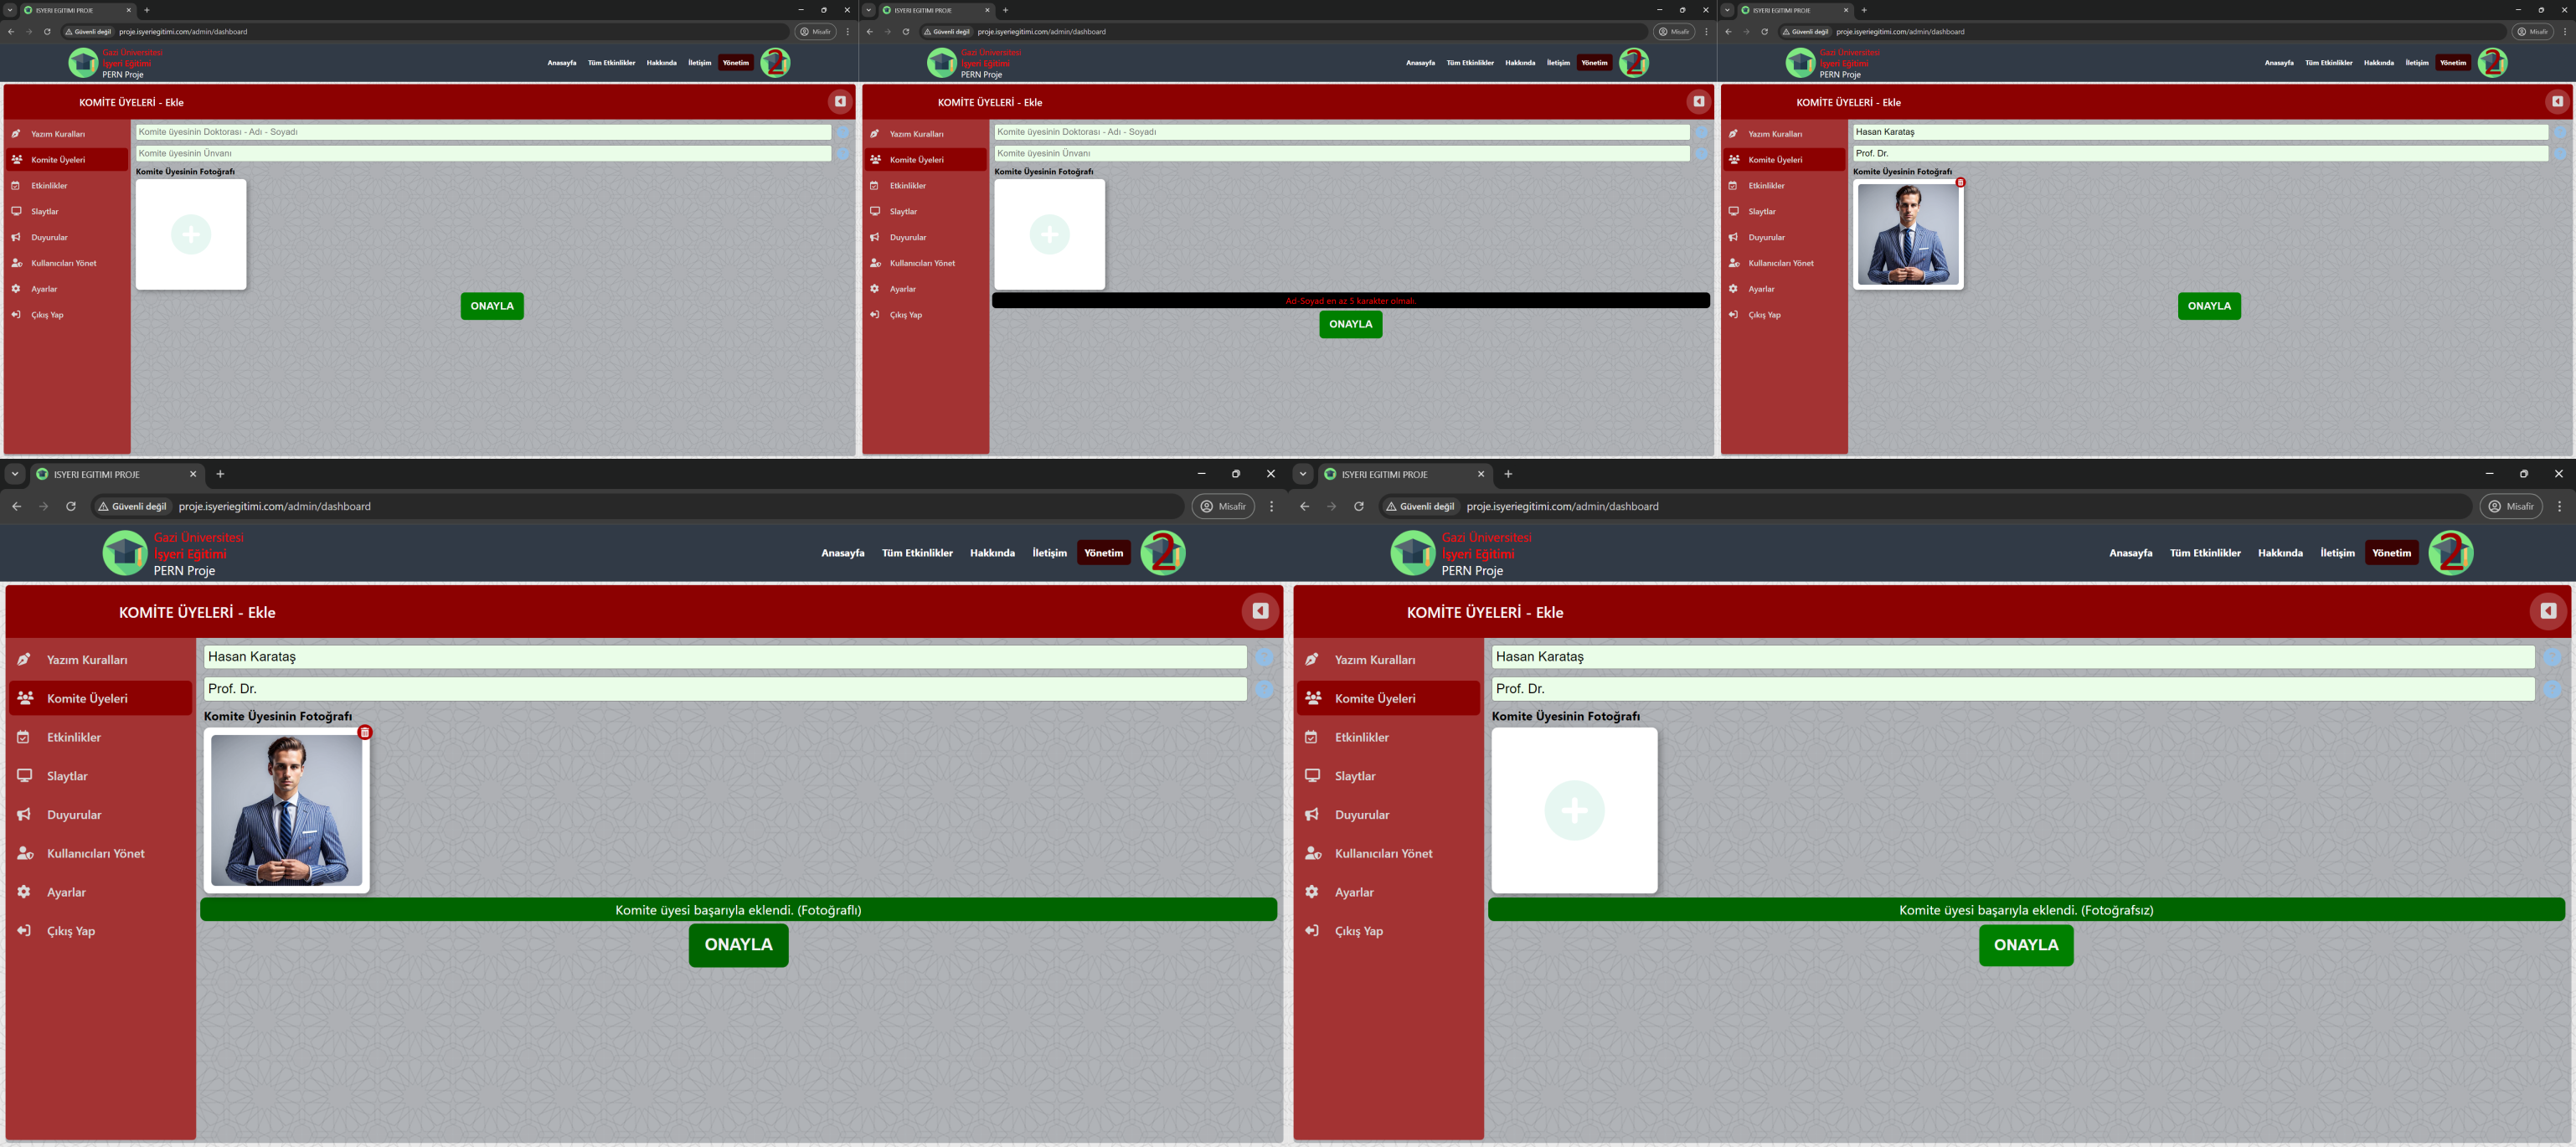 ISYERI EGITIMI PROJE
Güvenli değil proje.isyeriegitimi.com/admin/dashboard Misafir
Gazi Üniversitesi
İşyeri Eğitimi
PERN Proje
Anasayfa Tüm Etkinlikler Hakkında İletişim Yönetim 2
KOMİTE ÜYELERİ - Ekle
Yazım Kuralları
Komite Üyeleri
Etkinlikler
Slaytlar
Duyurular
Kullanıcıları Yönet
Ayarlar
Çıkış Yap
Komite üyesinin Doktorası - Adı - Soyadı
Komite üyesinin Ünvanı
Komite Üyesinin Fotoğrafı
ONAYLA
ISYERI EGITIMI PROJE
Güvenli değil proje.isyeriegitimi.com/admin/dashboard Misafir
Gazi Üniversitesi
İşyeri Eğitimi
PERN Proje
Anasayfa Tüm Etkinlikler Hakkında İletişim Yönetim 2
KOMİTE ÜYELERİ - Ekle
Yazım Kuralları
Komite Üyeleri
Etkinlikler
Slaytlar
Duyurular
Kullanıcıları Yönet
Ayarlar
Çıkış Yap
Komite üyesinin Doktorası - Adı - Soyadı
Komite üyesinin Ünvanı
Komite Üyesinin Fotoğrafı
Ad-Soyad en az 5 karakter olmalı.
ONAYLA
ISYERI EGITIMI PROJE
Güvenli değil proje.isyeriegitimi.com/admin/dashboard Misafir
Gazi Üniversitesi
İşyeri Eğitimi
PERN Proje
Anasayfa Tüm Etkinlikler Hakkında İletişim Yönetim 2
KOMİTE ÜYELERİ - Ekle
Yazım Kuralları
Komite Üyeleri
Etkinlikler
Slaytlar
Duyurular
Kullanıcıları Yönet
Ayarlar
Çıkış Yap
Hasan Karataş
Prof. Dr.
Komite Üyesinin Fotoğrafı
ONAYLA
ISYERI EGITIMI PROJE
Güvenli değil proje.isyeriegitimi.com/admin/dashboard Misafir
Gazi Üniversitesi
İşyeri Eğitimi
PERN Proje
Anasayfa Tüm Etkinlikler Hakkında İletişim Yönetim 2
KOMİTE ÜYELERİ - Ekle
Yazım Kuralları
Komite Üyeleri
Etkinlikler
Slaytlar
Duyurular
Kullanıcıları Yönet
Ayarlar
Çıkış Yap
Hasan Karataş
Prof. Dr.
Komite Üyesinin Fotoğrafı
Komite üyesi başarıyla eklendi. (Fotoğraflı)
ONAYLA
ISYERI EGITIMI PROJE
Güvenli değil proje.isyeriegitimi.com/admin/dashboard Misafir
Gazi Üniversitesi
İşyeri Eğitimi
PERN Proje
Anasayfa Tüm Etkinlikler Hakkında İletişim Yönetim 2
KOMİTE ÜYELERİ - Ekle
Yazım Kuralları
Komite Üyeleri
Etkinlikler
Slaytlar
Duyurular
Kullanıcıları Yönet
Ayarlar
Çıkış Yap
Hasan Karataş
Prof. Dr.
Komite Üyesinin Fotoğrafı
Komite üyesi başarıyla eklendi. (Fotoğrafsız)
ONAYLA